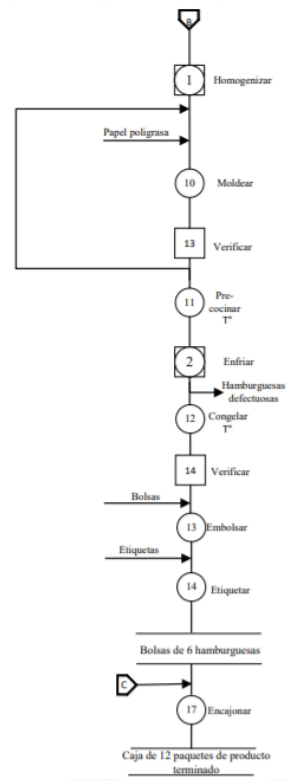 B
1 Homogenizar
Papel poligrasa
10 Moldear
13 Verificar
11 Pre-
cocinar
T°
2 Enfriar
Hamburguesas
defectuosas
12 Congelar
T°
14 Verificar
Bolsas
13 Embolsar
Etiquetas
14 Etiquetar
Bolsas de 6 hamburguesas
C
17 Encajonar
Caja de 12 paquetes de producto
terminado